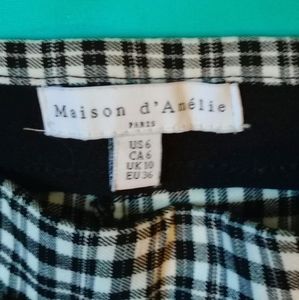 Maison d'Amélie
PARIS
US 6
CA 6
UK 10
EU 36